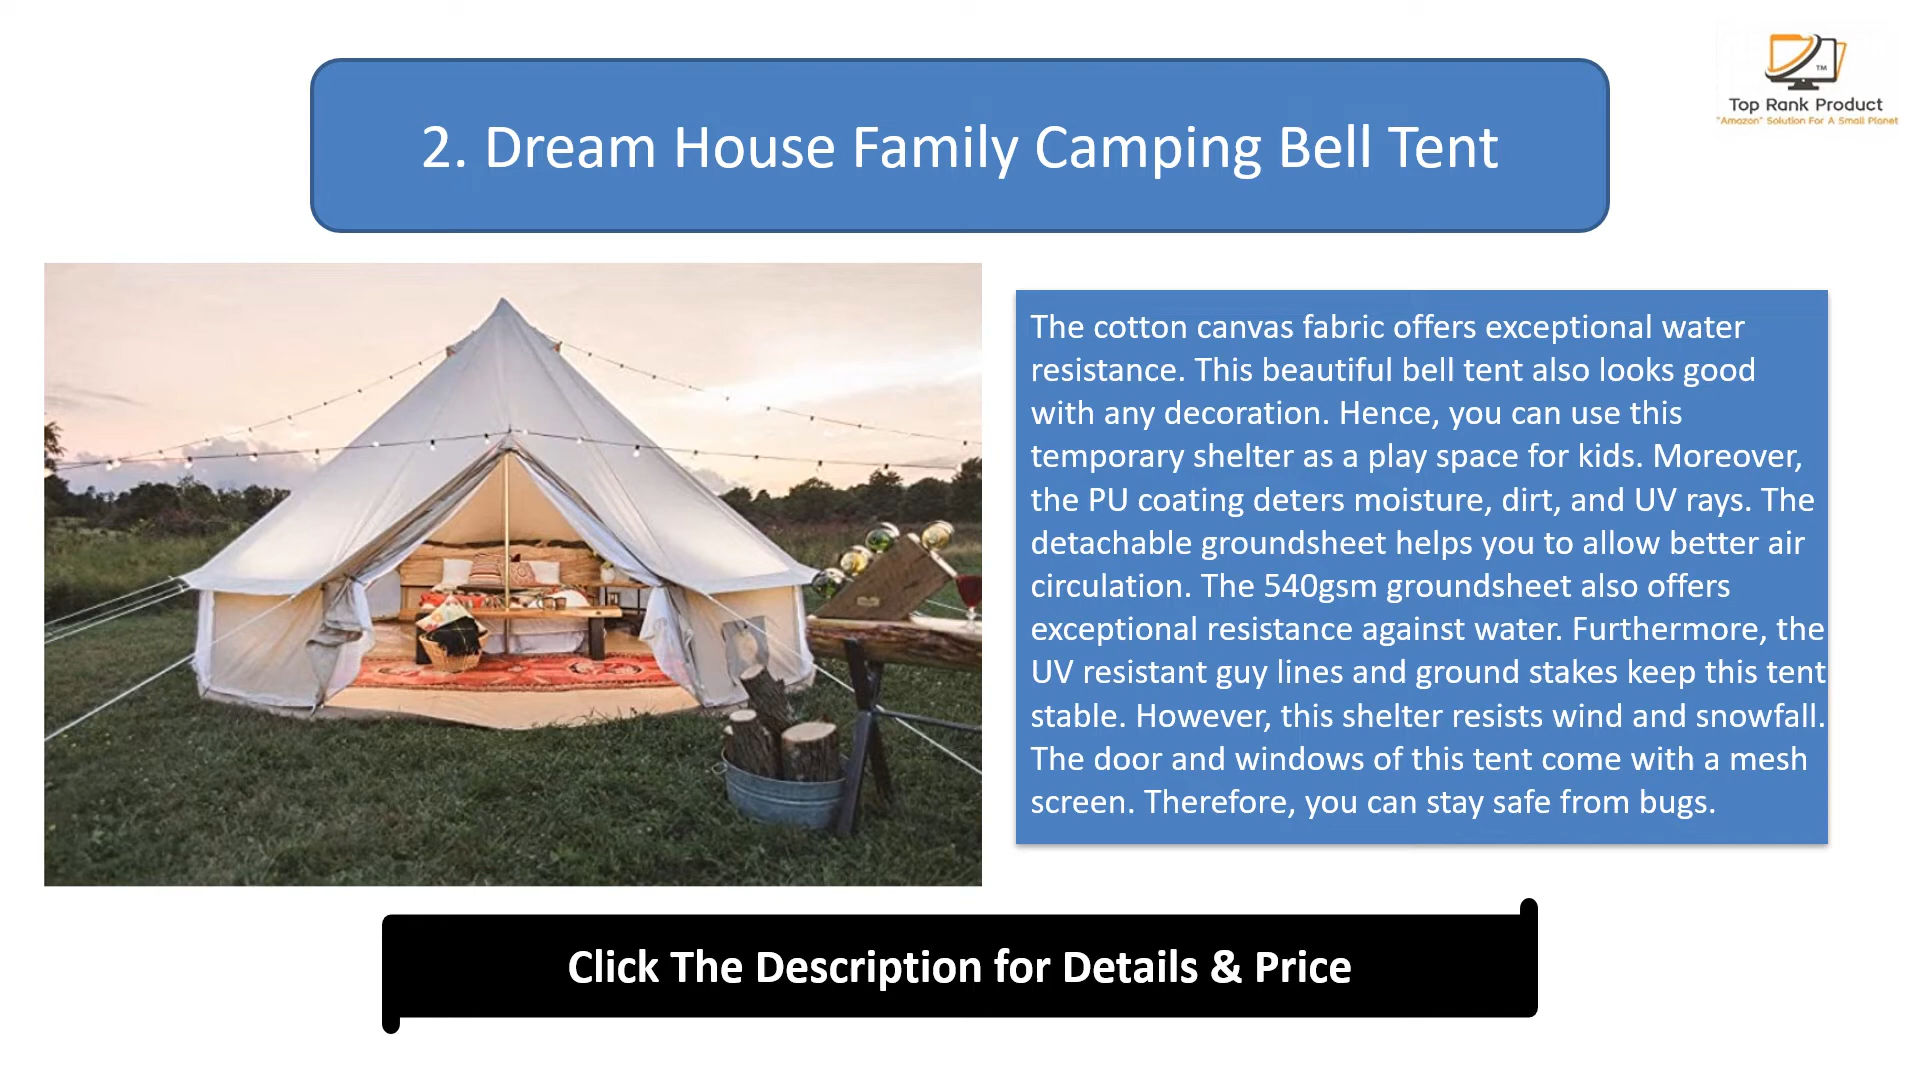 2. Dream House Family Camping Bell Tent
TM
Top Rank Product
"Amazon" Solution For A Small Planet
The cotton canvas fabric offers exceptional water
resistance. This beautiful bell tent also looks good
with any decoration. Hence, you can use this
temporary shelter as a play space for kids. Moreover,
the PU coating deters moisture, dirt, and UV rays. The
detachable groundsheet helps you to allow better air
circulation. The 540gsm groundsheet also offers
exceptional resistance against water. Furthermore, the
UV resistant guy lines and ground stakes keep this tent
stable. However, this shelter resists wind and snowfall.
The door and windows of this tent come with a mesh
screen. Therefore, you can stay safe from bugs.
Click The Description for Details & Price